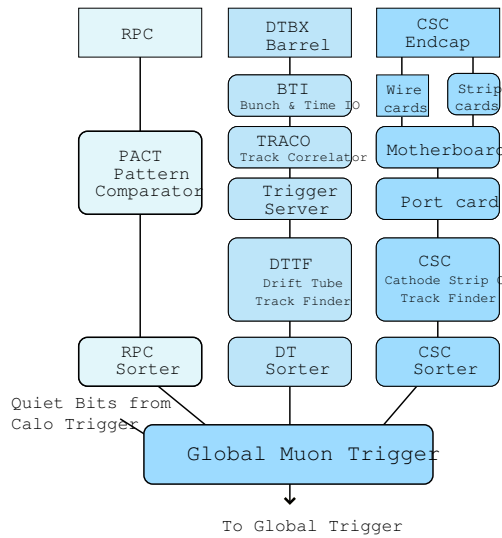 RPC
DTBX
Barrel
CSC
Endcap
BTI
Bunch & Time IO
Wire
cards
Strip
cards
TRACO
Track Correlator
Motherboard
PACT
Pattern
Comparator
Trigger
Server
Port card
DTTF
Drift Tube
Track Finder
CSC
Cathode Strip C
Track Finder
RPC
Sorter
DT
Sorter
CSC
Sorter
Quiet Bits from
Calo Trigger
Global Muon Trigger
To Global Trigger